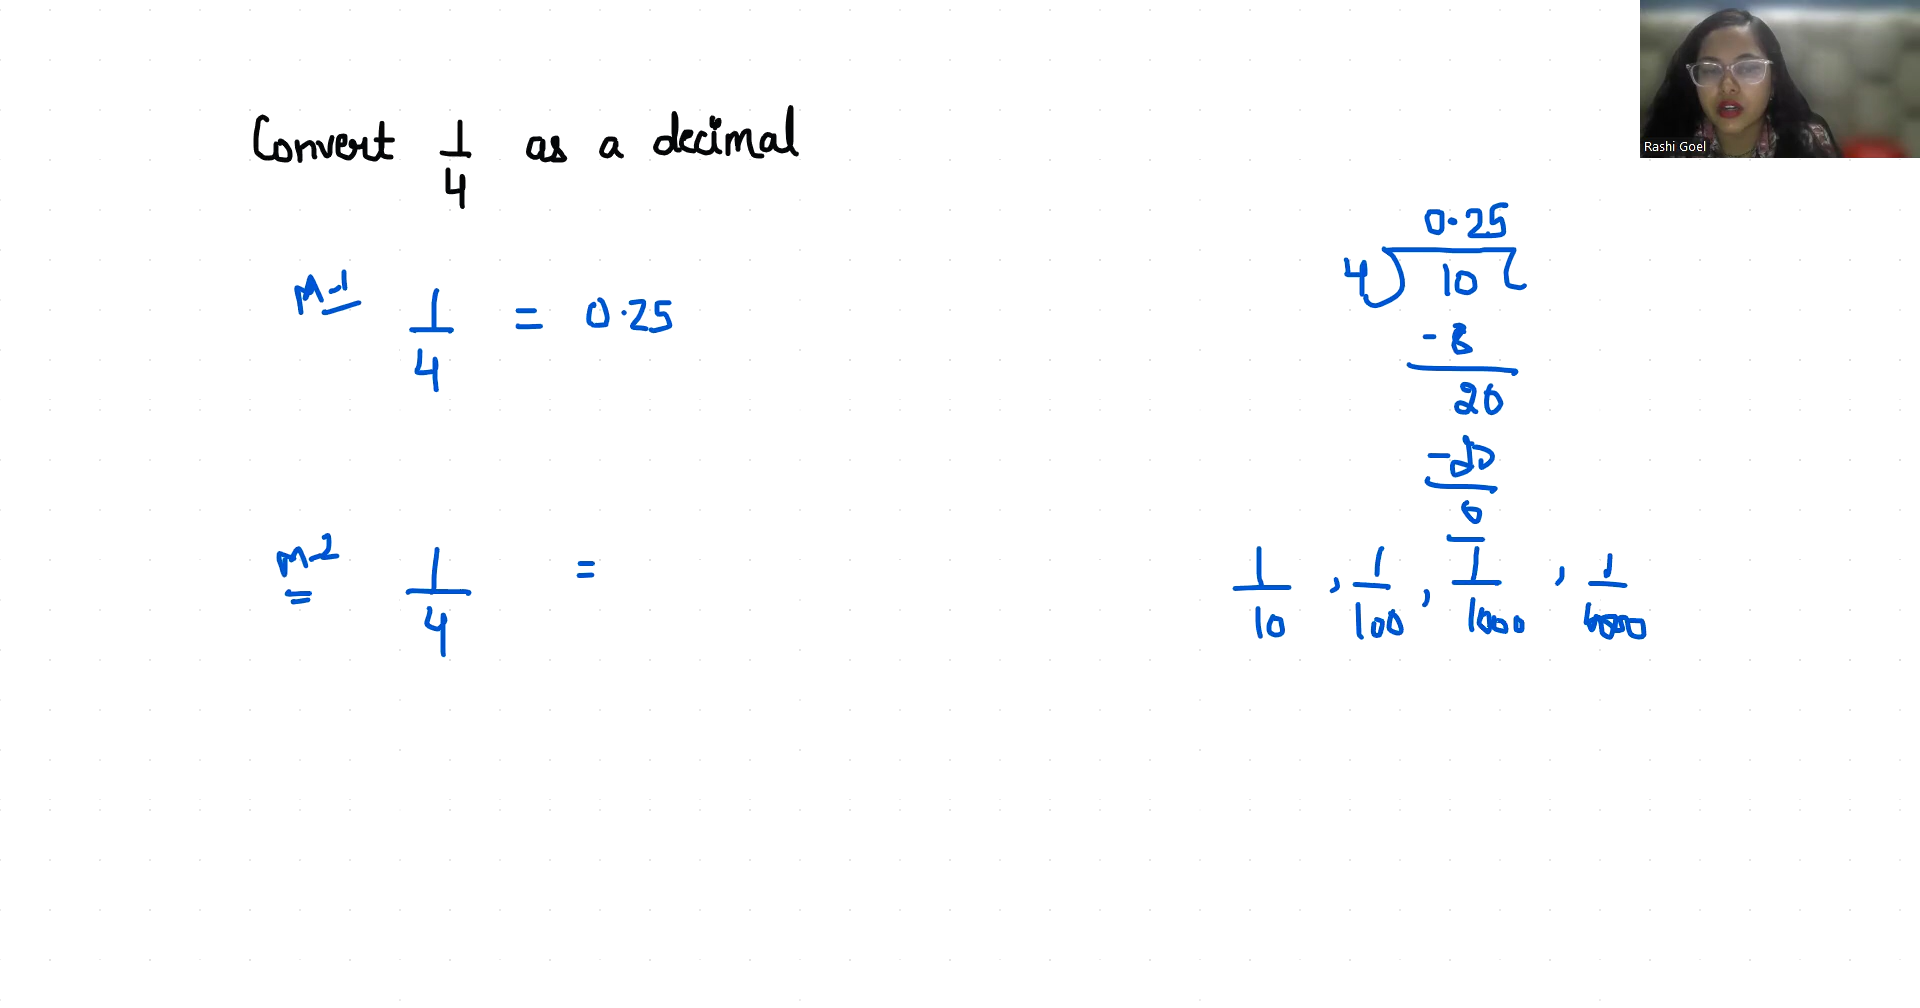 Convert 1/4 as a decimal
Rashi Goel
M-1 1/4 = 0.25
0.25
4 10
-8
20
-20
0
M-2 1/4 =
1/10 , 1/100 , 1/1000 , 1